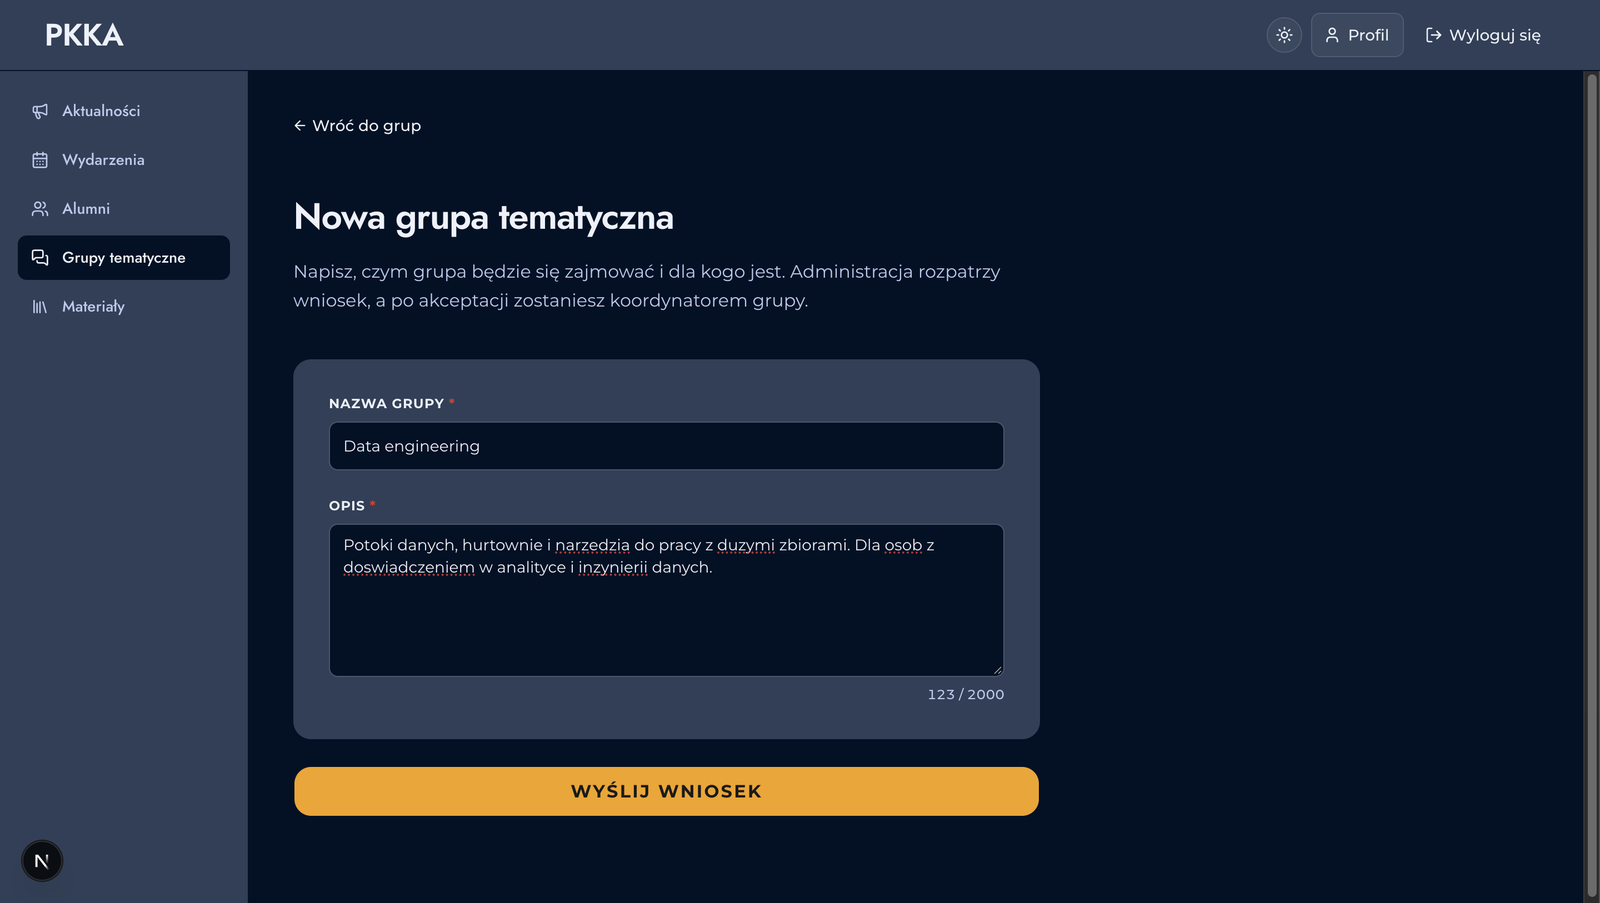 PKKA
Profil
Wyloguj się
Aktualności
Wydarzenia
Alumni
Grupy tematyczne
Materiały
← Wróć do grup
Nowa grupa tematyczna
Napisz, czym grupa będzie się zajmować i dla kogo jest. Administracja rozpatrzy
wniosek, a po akceptacji zostaniesz koordynatorem grupy.
NAZWA GRUPY *
Data engineering
OPIS *
Potoki danych, hurtownie i narzedzia do pracy z duzymi zbiorami. Dla osob z
doswiadczeniem w analityce i inzynierii danych.
123 / 2000
WYŚLIJ WNIOSEK
N